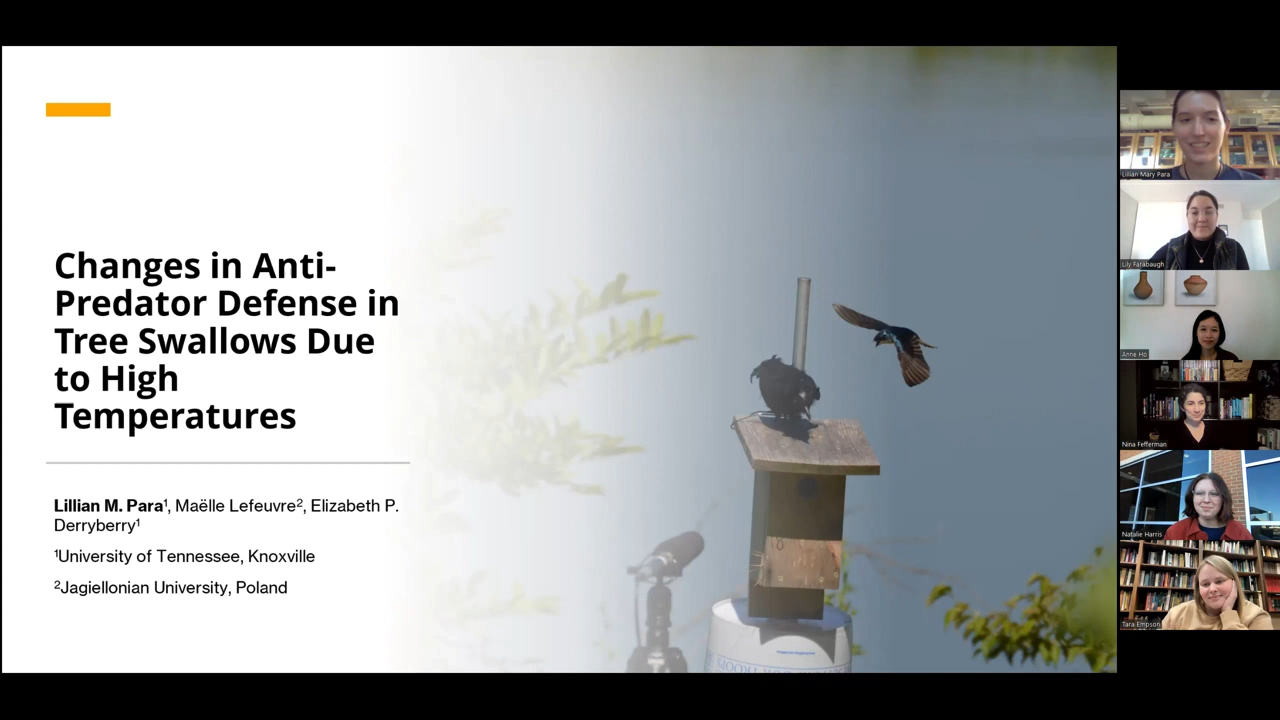 Changes in Anti-
Predator Defense in
Tree Swallows Due
to High
Temperatures
Lillian M. Para¹, Maëlle Lefeuvre², Elizabeth P.
Derryberry¹
¹University of Tennessee, Knoxville
²Jagiellonian University, Poland
Lillian Mary Para
Lily Farabaugh
Anne Ho
Nina Fefferman
Natalie Harris
Tara Empson